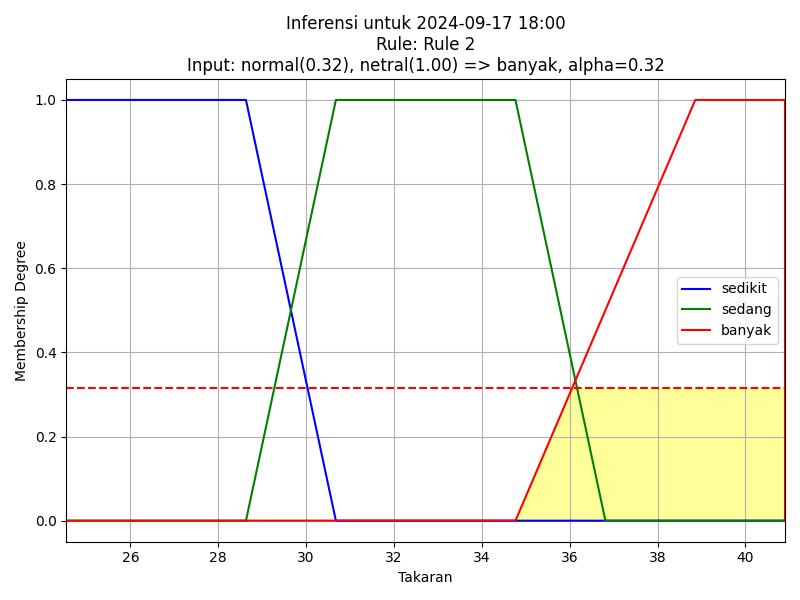 Inferensi untuk 2024-09-17 18:00
Rule: Rule 2
Input: normal(0.32), netral(1.00) => banyak, alpha=0.32
Membership Degree
1.0
0.8
0.6
0.4
0.2
0.0
sedikit
sedang
banyak
26 28 30 32 34 36 38 40
Takaran